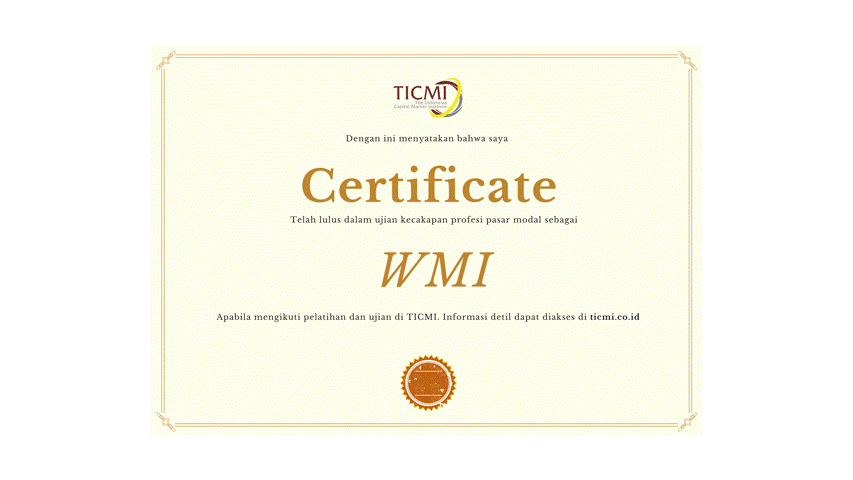 TICMI
The Indonesia
Capital Market Institute
Dengan ini menyatakan bahwa saya
Certificate
Telah lulus dalam ujian kecakapan profesi pasar modal sebagai
WMI
Apabila mengikuti pelatihan dan ujian di TICMI. Informasi detil dapat diakses di ticmi.co.id